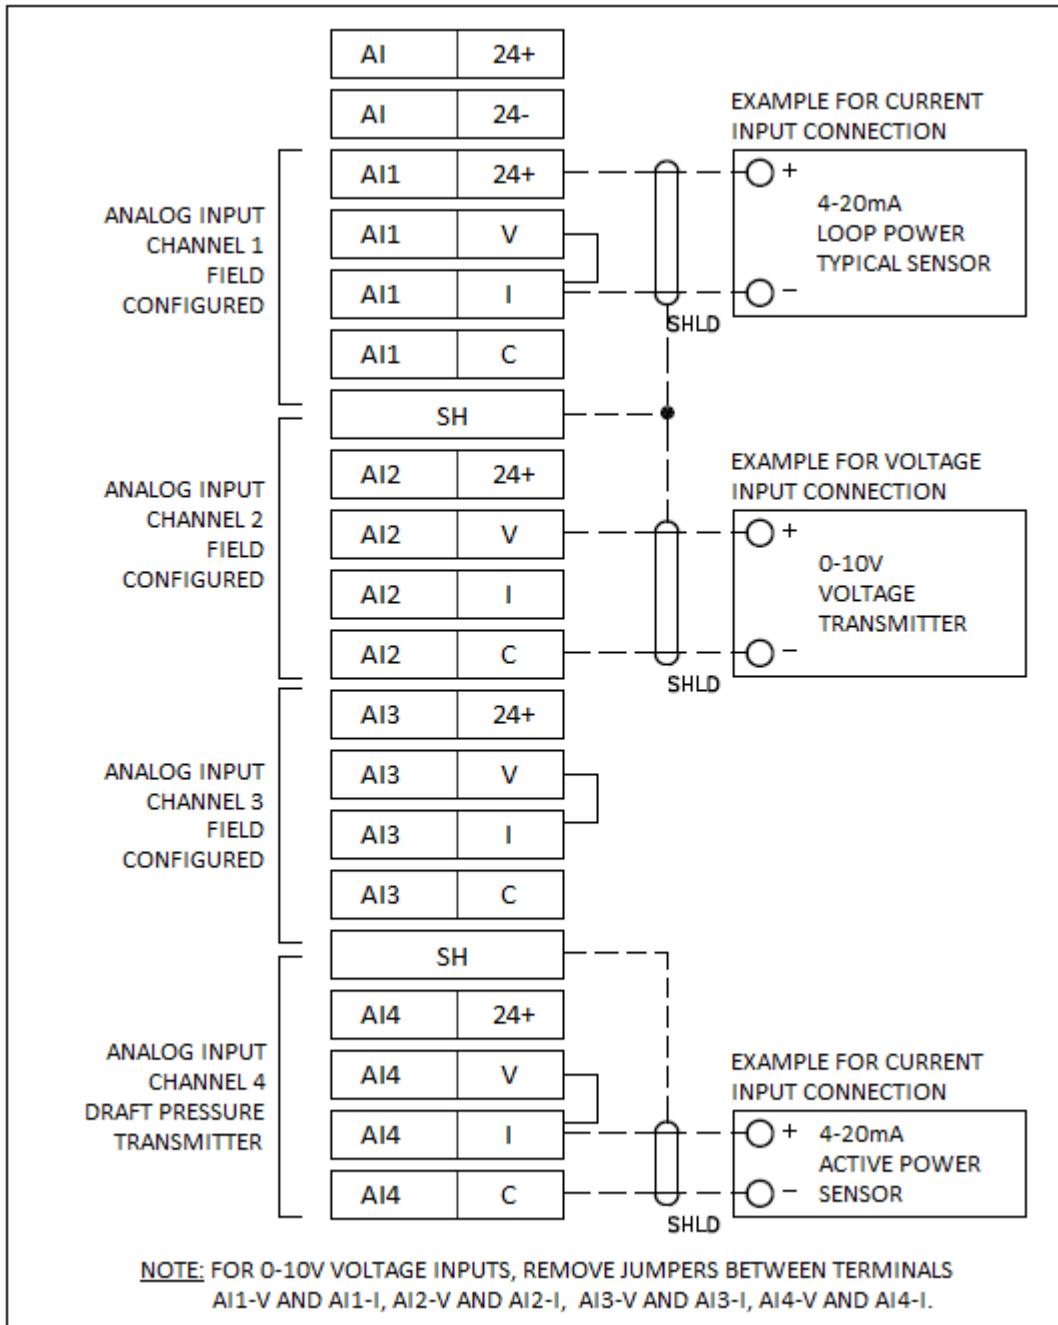 AI 24+
AI 24-
ANALOG INPUT
CHANNEL 1
FIELD
CONFIGURED
AI1 24+
AI1 V
AI1 I
AI1 C
SH
EXAMPLE FOR CURRENT
INPUT CONNECTION
+
4-20mA
LOOP POWER
TYPICAL SENSOR
−
SHLD
ANALOG INPUT
CHANNEL 2
FIELD
CONFIGURED
AI2 24+
AI2 V
AI2 I
AI2 C
EXAMPLE FOR VOLTAGE
INPUT CONNECTION
+
0-10V
VOLTAGE
TRANSMITTER
−
SHLD
ANALOG INPUT
CHANNEL 3
FIELD
CONFIGURED
AI3 24+
AI3 V
AI3 I
AI3 C
SH
ANALOG INPUT
CHANNEL 4
DRAFT PRESSURE
TRANSMITTER
AI4 24+
AI4 V
AI4 I
AI4 C
EXAMPLE FOR CURRENT
INPUT CONNECTION
+
4-20mA
ACTIVE POWER
SENSOR
−
SHLD
NOTE: FOR 0-10V VOLTAGE INPUTS, REMOVE JUMPERS BETWEEN TERMINALS
AI1-V AND AI1-I, AI2-V AND AI2-I, AI3-V AND AI3-I, AI4-V AND AI4-I.